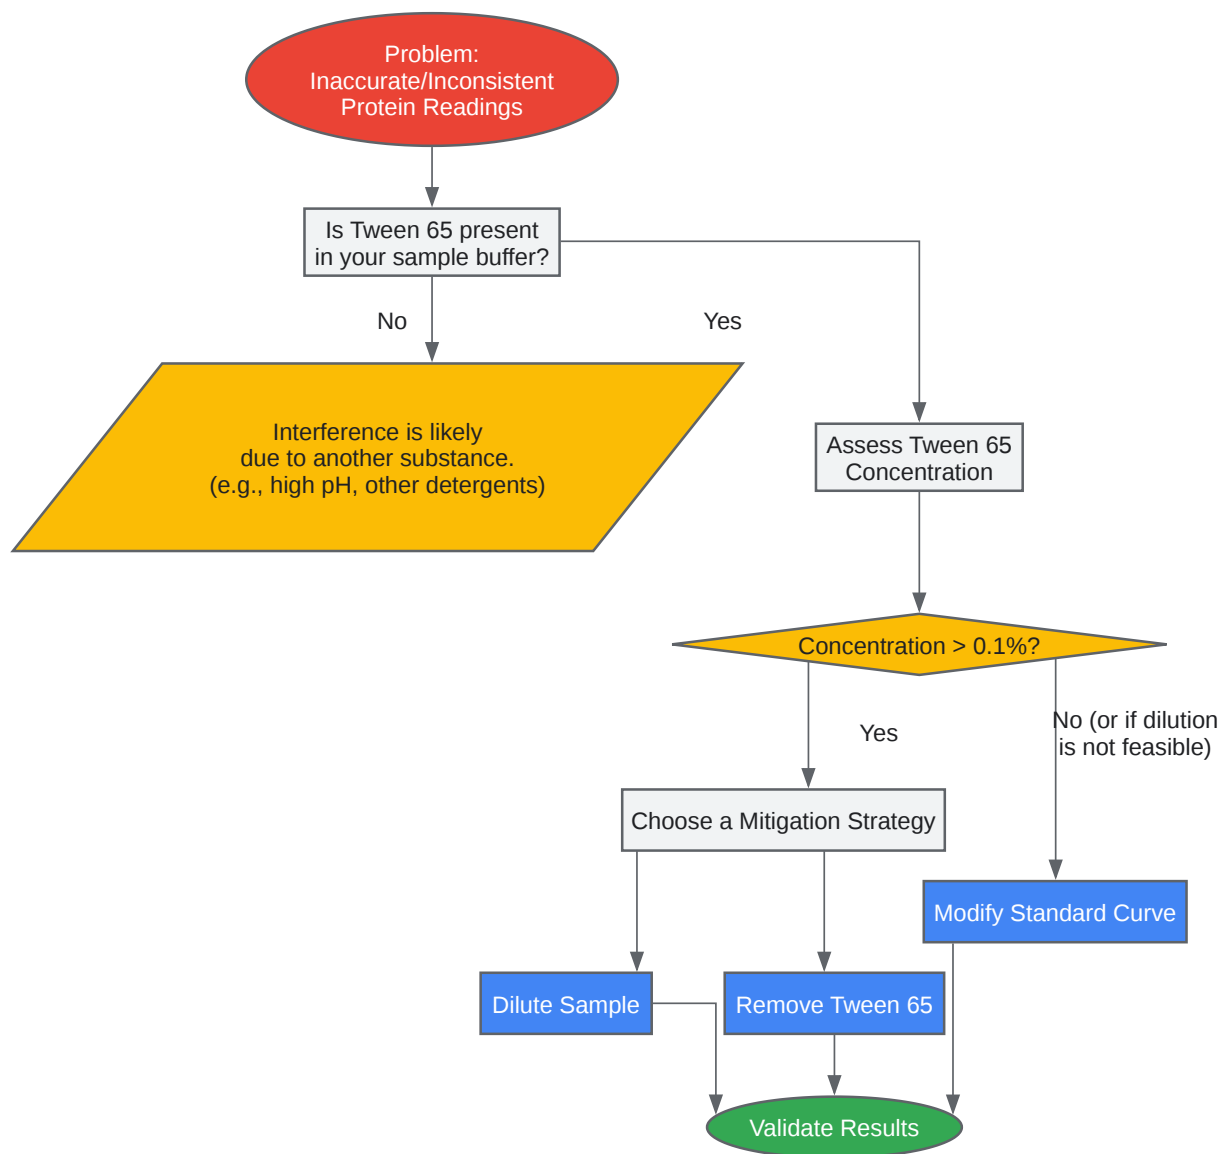 Problem:
Inaccurate/Inconsistent
Protein Readings
Is Tween 65 present
in your sample buffer?
No
Yes
Interference is likely
due to another substance.
(e.g., high pH, other detergents)
Assess Tween 65
Concentration
Concentration > 0.1%?
Yes
No (or if dilution
is not feasible)
Choose a Mitigation Strategy
Modify Standard Curve
Dilute Sample
Remove Tween 65
Validate Results